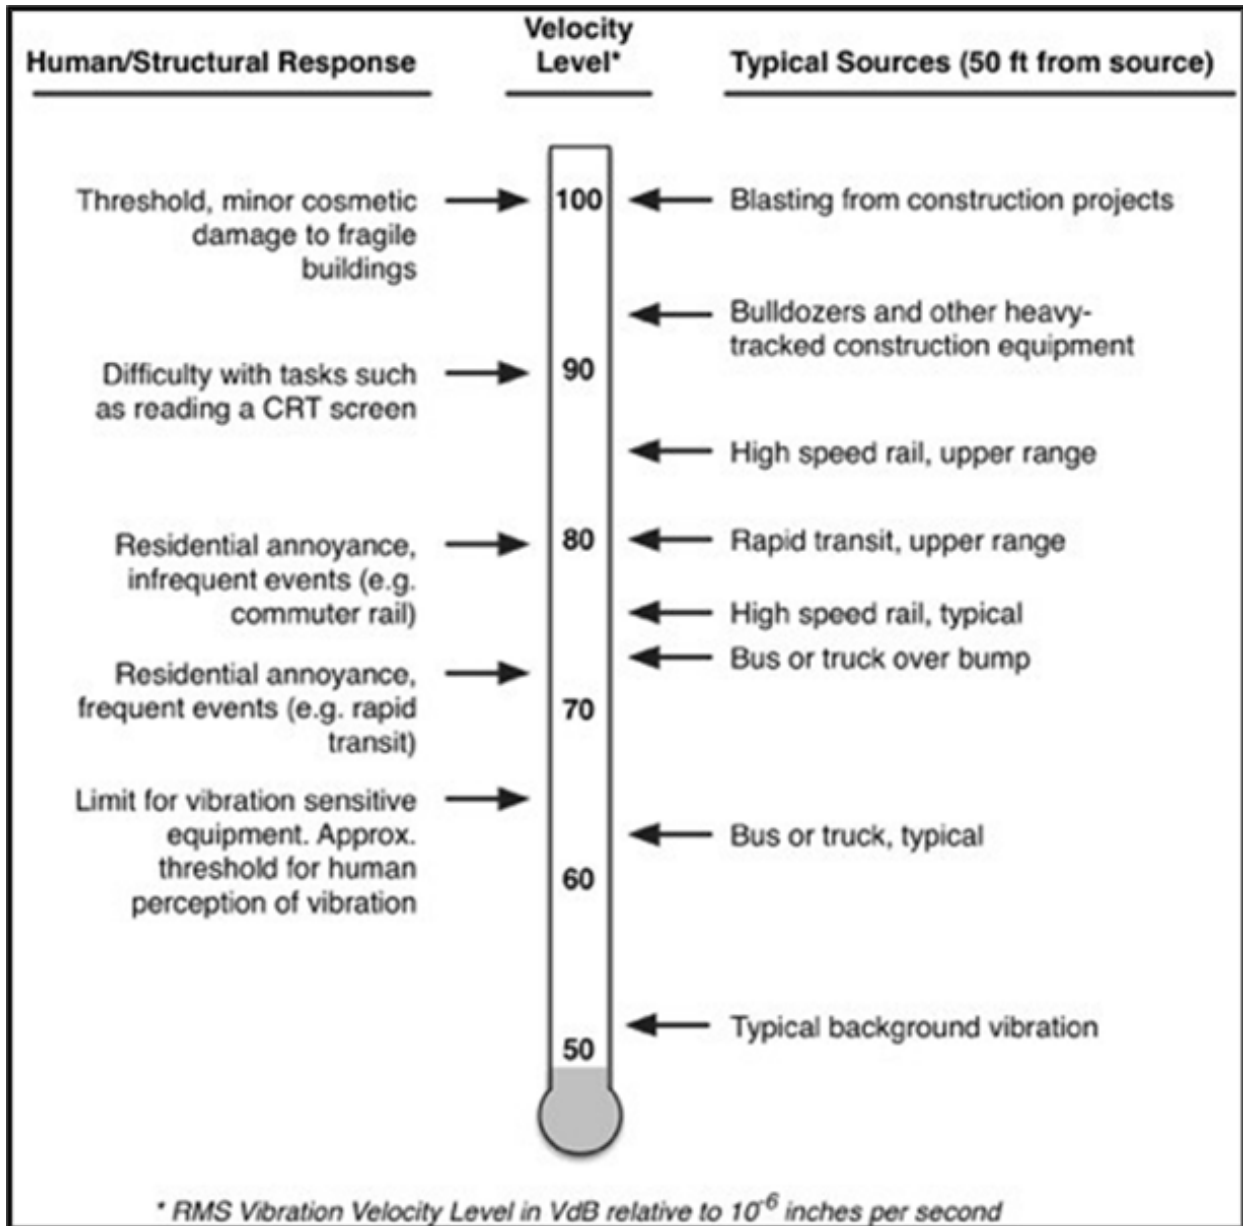 Human/Structural Response
Velocity
Level*
Typical Sources (50 ft from source)
Threshold, minor cosmetic
damage to fragile
buildings
100
Blasting from construction projects
Bulldozers and other heavy-
tracked construction equipment
Difficulty with tasks such
as reading a CRT screen
90
High speed rail, upper range
Residential annoyance,
infrequent events (e.g.
commuter rail)
80
Rapid transit, upper range
High speed rail, typical
Bus or truck over bump
Residential annoyance,
frequent events (e.g. rapid
transit)
70
Limit for vibration sensitive
equipment. Approx.
threshold for human
perception of vibration
Bus or truck, typical
60
Typical background vibration
50
* RMS Vibration Velocity Level in VdB relative to 10⁻⁶ inches per second